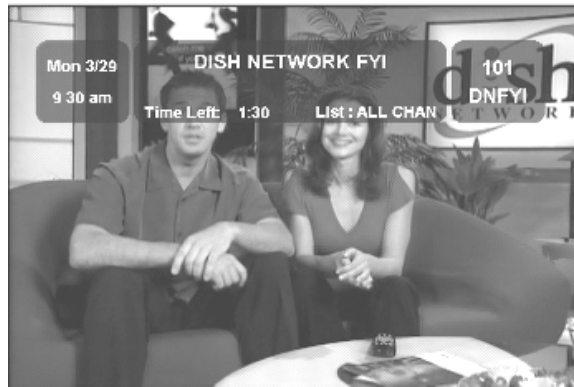 Mon 3/29
9 30 am
DISH NETWORK FYI
Time Left: 1:30 List : ALL CHAN
101
DNFYI
dish
NETWORK